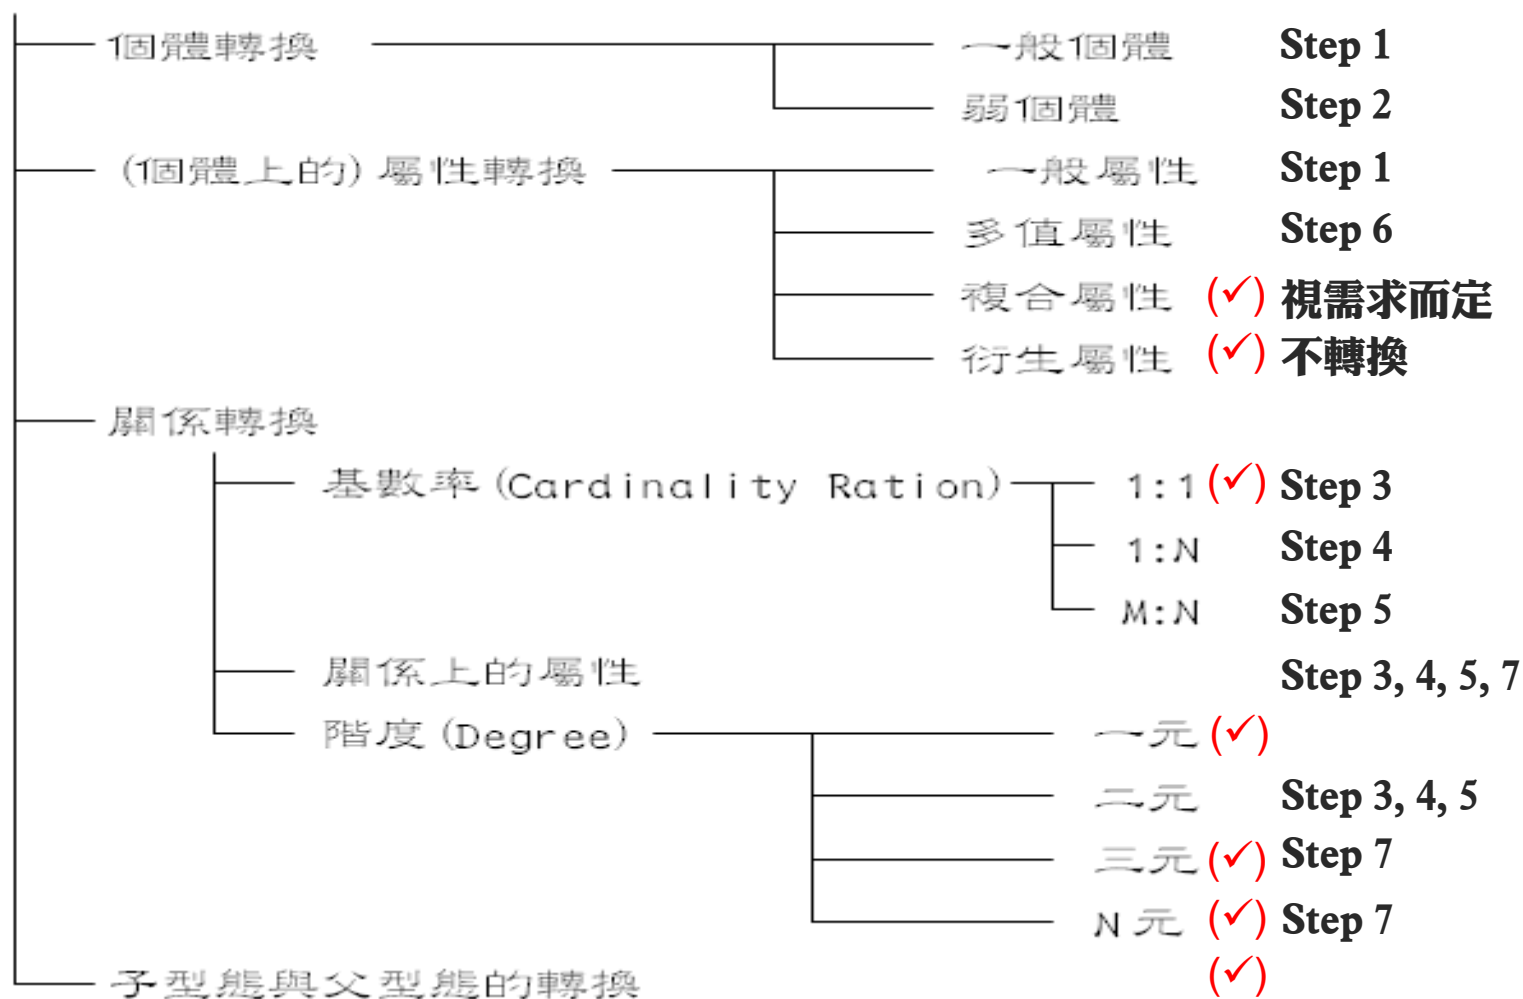 個體轉換 一般個體 Step 1
弱個體 Step 2
(個體上的)屬性轉換 一般屬性 Step 1
多值屬性 Step 6
複合屬性 (✓) 視需求而定
衍生屬性 (✓) 不轉換
關係轉換
基數率(Cardinality Ration) 1:1 (✓) Step 3
1:N Step 4
M:N Step 5
關係上的屬性 Step 3, 4, 5, 7
階度(Degree) 一元 (✓)
二元 Step 3, 4, 5
三元 (✓) Step 7
N元 (✓) Step 7
子型態與父型態的轉換 (✓)